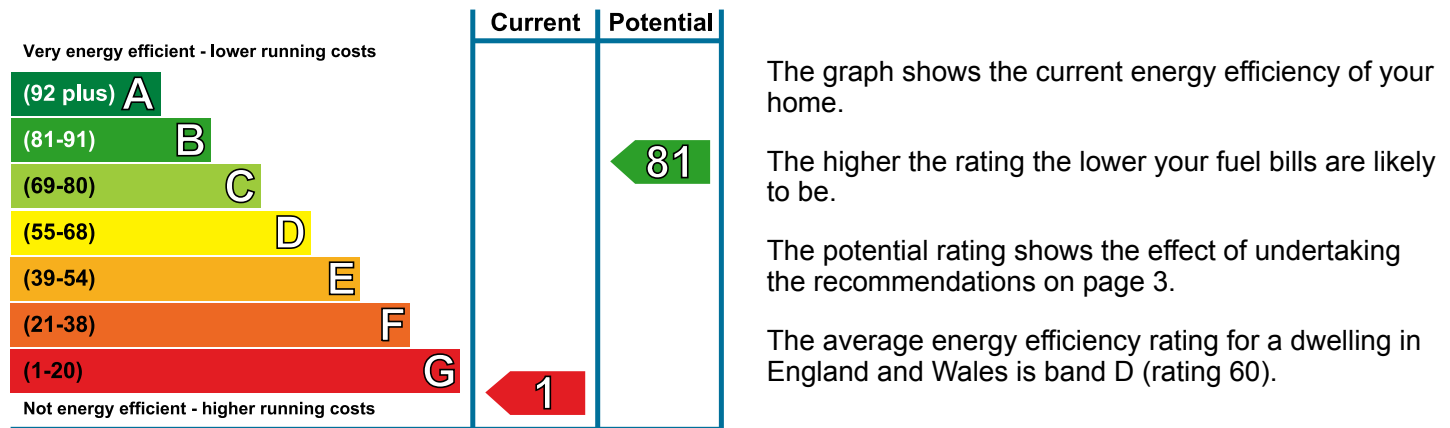 Current Potential
Very energy efficient - lower running costs
(92 plus) A
(81-91) B
81
(69-80) C
(55-68) D
(39-54) E
(21-38) F
(1-20) G
1
Not energy efficient - higher running costs
The graph shows the current energy efficiency of your
home.
The higher the rating the lower your fuel bills are likely
to be.
The potential rating shows the effect of undertaking
the recommendations on page 3.
The average energy efficiency rating for a dwelling in
England and Wales is band D (rating 60).